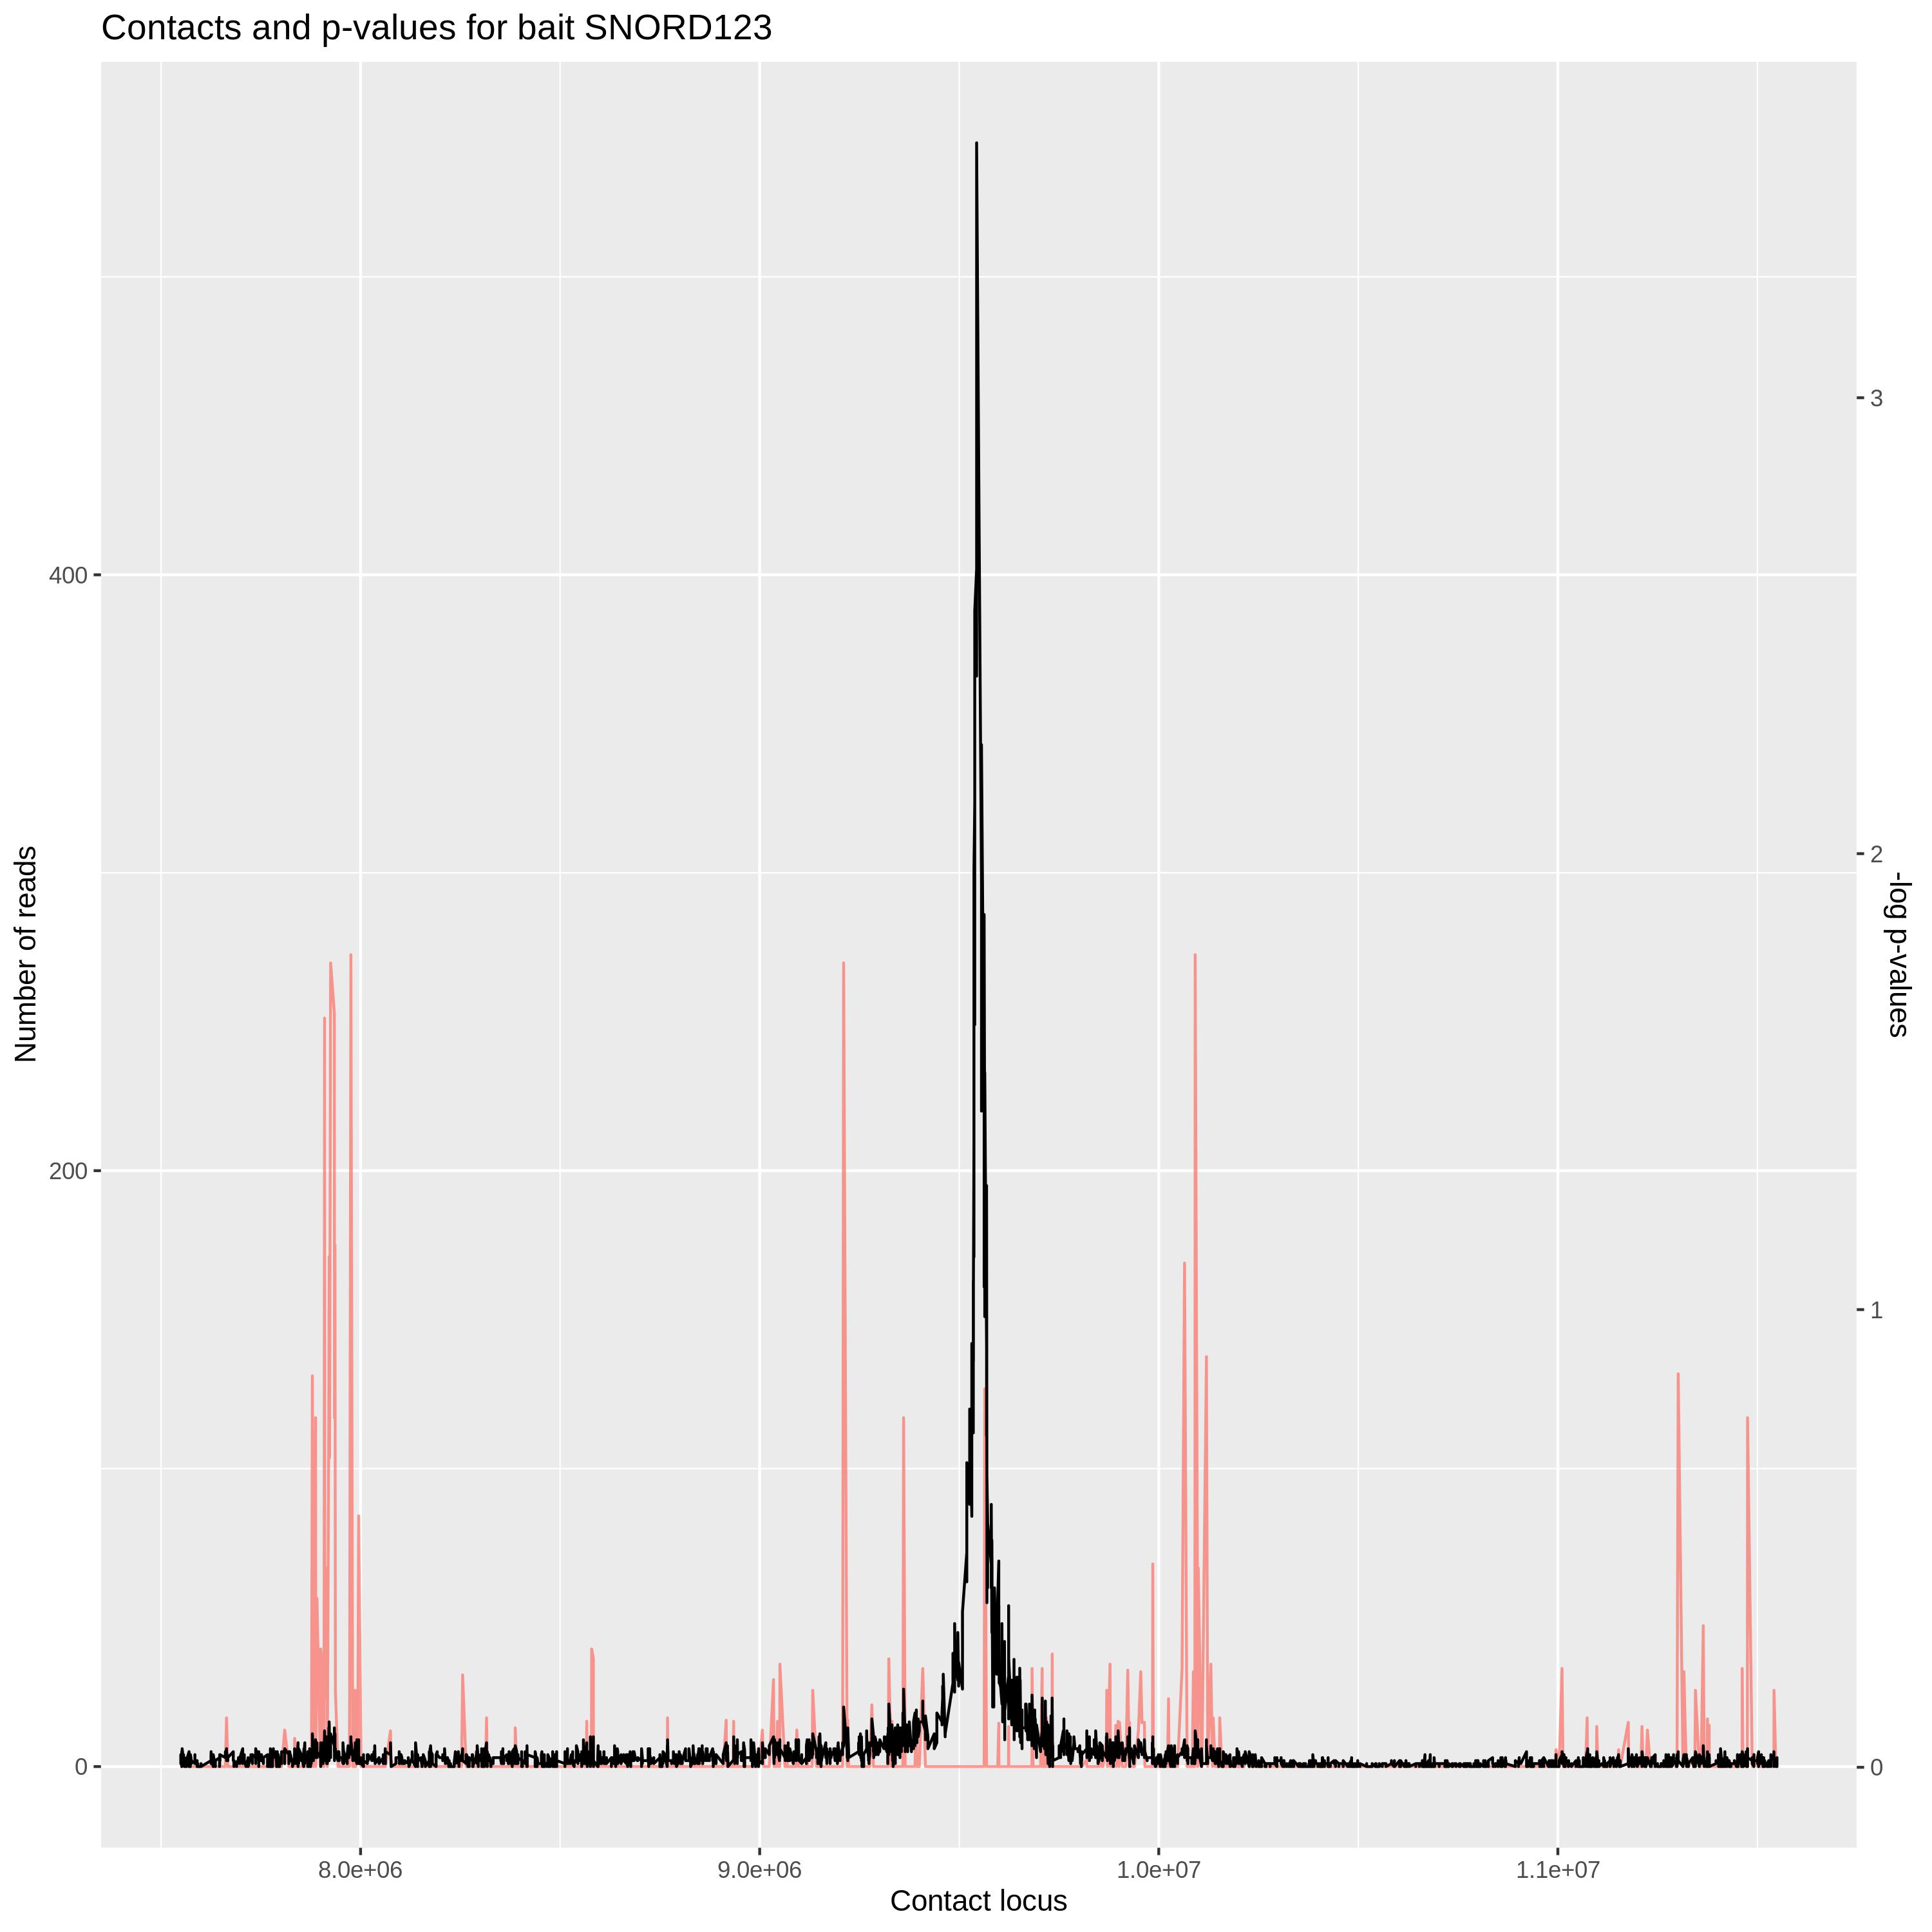 Contacts and p-values for bait SNORD123
Number of reads
400
200
0
3
2
1
0
-log p-values
8.0e+06
9.0e+06
1.0e+07
1.1e+07
Contact locus